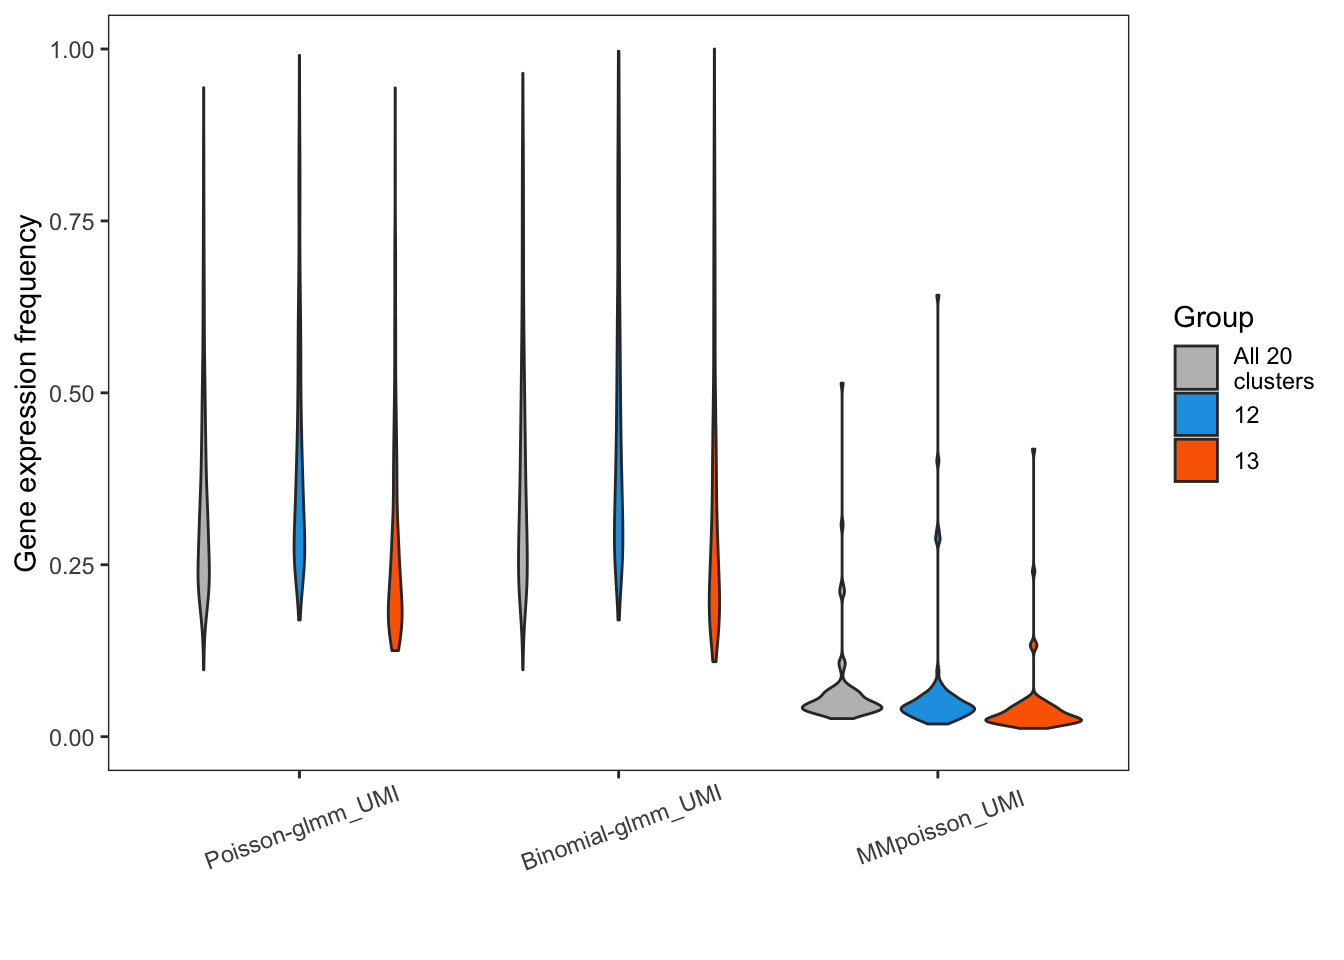 Gene expression frequency
1.00
0.75
0.50
0.25
0.00
Poisson-glmm_UMI
Binomial-glmm_UMI
MMpoisson_UMI
Group
All 20
clusters
12
13